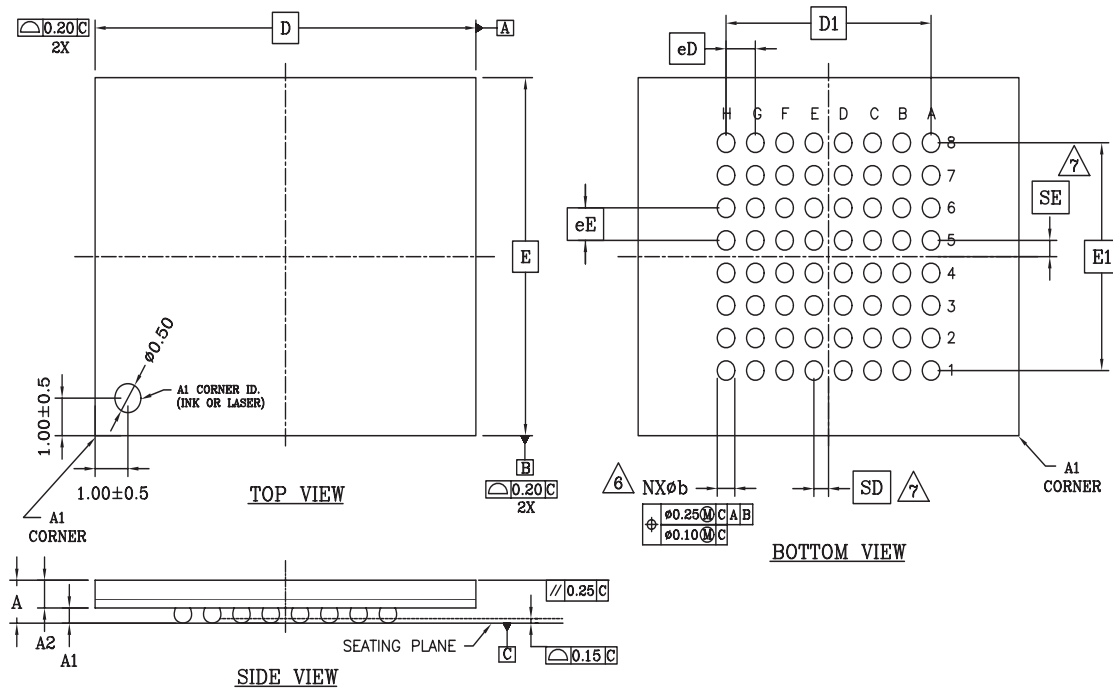 ⌓ 0.20 C
2X
D
A
E
ø0.50
A1 CORNER ID.
(INK OR LASER)
1.00±0.5
1.00±0.5
B
⌓ 0.20 C
2X
TOP VIEW
A1
CORNER
D1
eD
H G F E D C B A
8
7
6
5
4
3
2
1
7
SE
eE
E1
6 NXøb
SD 7
⌖ ø0.25 Ⓜ C A B
ø0.10 Ⓜ C
A1
CORNER
BOTTOM VIEW
A
A2
A1
// 0.25 C
SEATING PLANE
C
⌓ 0.15 C
SIDE VIEW